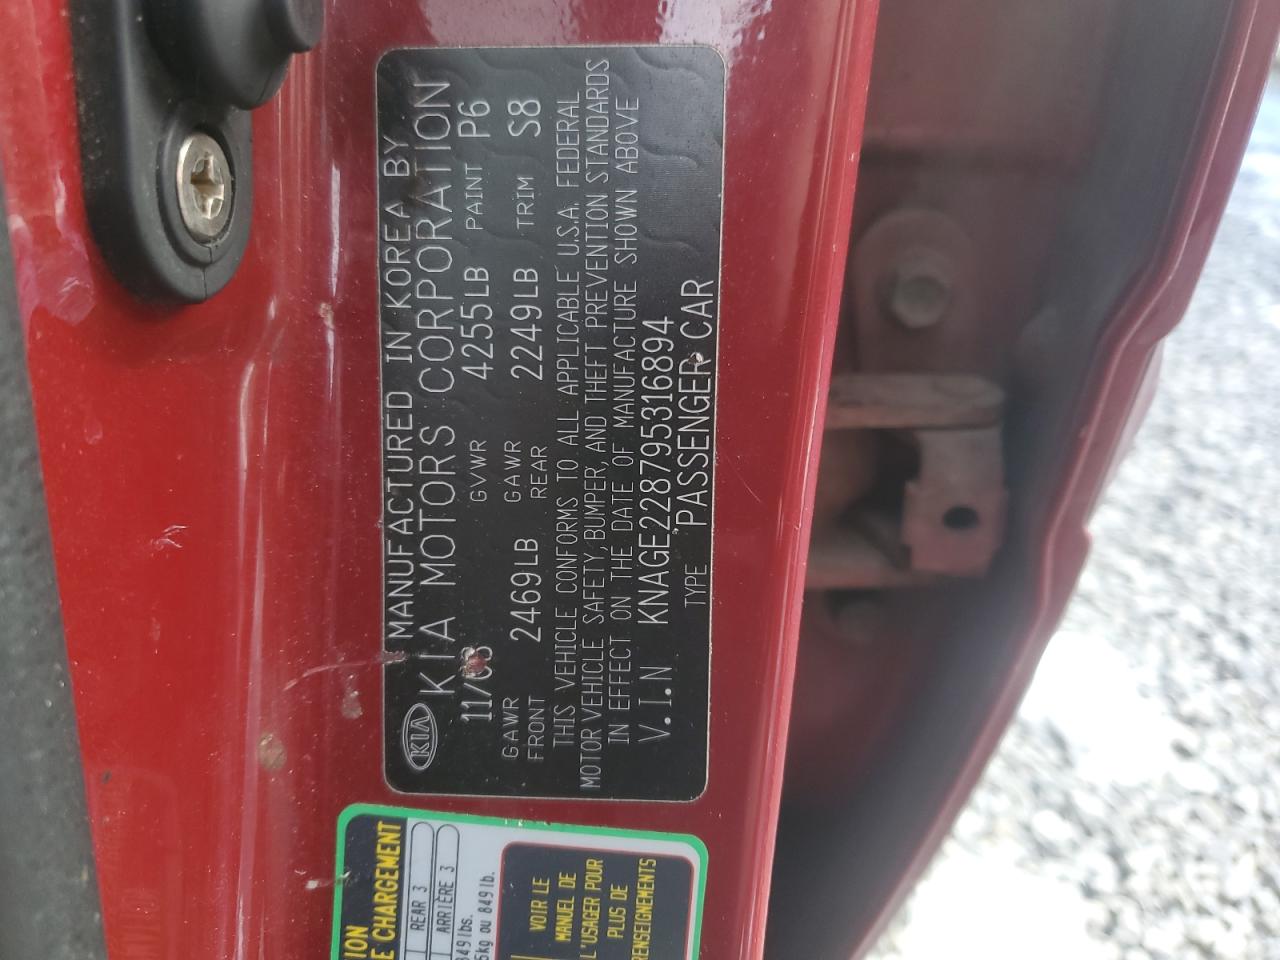 MANUFACTURED IN KOREA BY
KIA KIA MOTORS CORPORATION
11/03 GVWR 4255LB PAINT P6
GAWR FRONT 2469LB GAWR REAR 2249LB TRIM S8
THIS VEHICLE CONFORMS TO ALL APPLICABLE U.S.A. FEDERAL
MOTOR VEHICLE SAFETY, BUMPER, AND THEFT PREVENTION STANDARDS
IN EFFECT ON THE DATE OF MANUFACTURE SHOWN ABOVE
V.I.N KNAGE228795316894
TYPE PASSENGER CAR
CHARGEMENT
REAR 3
ARRIÈRE 3
849 lbs.
kg ou 849 lb.
VOIR LE
MANUEL DE
L'USAGER POUR
PLUS DE
RENSEIGNEMENTS